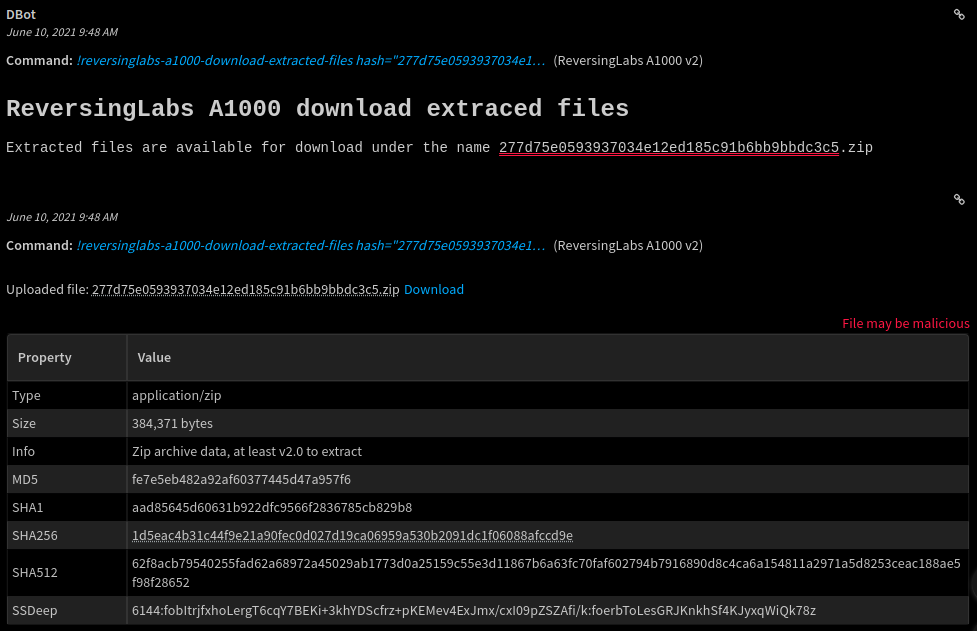 DBot
June 10, 2021 9:48 AM
Command: !reversinglabs-a1000-download-extracted-files hash="277d75e0593937034e1... (ReversingLabs A1000 v2)
ReversingLabs A1000 download extraced files
Extracted files are available for download under the name 277d75e0593937034e12ed185c91b6bb9bbdc3c5.zip
June 10, 2021 9:48 AM
Command: !reversinglabs-a1000-download-extracted-files hash="277d75e0593937034e1... (ReversingLabs A1000 v2)
Uploaded file: 277d75e0593937034e12ed185c91b6bb9bbdc3c5.zip Download
File may be malicious
Property Value
Type application/zip
Size 384,371 bytes
Info Zip archive data, at least v2.0 to extract
MD5 fe7e5eb482a92af60377445d47a957f6
SHA1 aad85645d60631b922dfc9566f2836785cb829b8
SHA256 1d5eac4b31c44f9e21a90fec0d027d19ca06959a530b2091dc1f06088afccd9e
SHA512 62f8acb79540255fad62a68972a45029ab1773d0a25159c55e3d11867b6a63fc70faf602794b7916890d8c4ca6a154811a2971a5d8253ceac188ae5
f98f28652
SSDeep 6144:fobItrjfxhoLergT6cqY7BEKi+3khYDScfrz+pKEMev4ExJmx/cxI09pZSZAfi/k:foerbToLesGRJKnkhSf4KJyxqWiQk78z